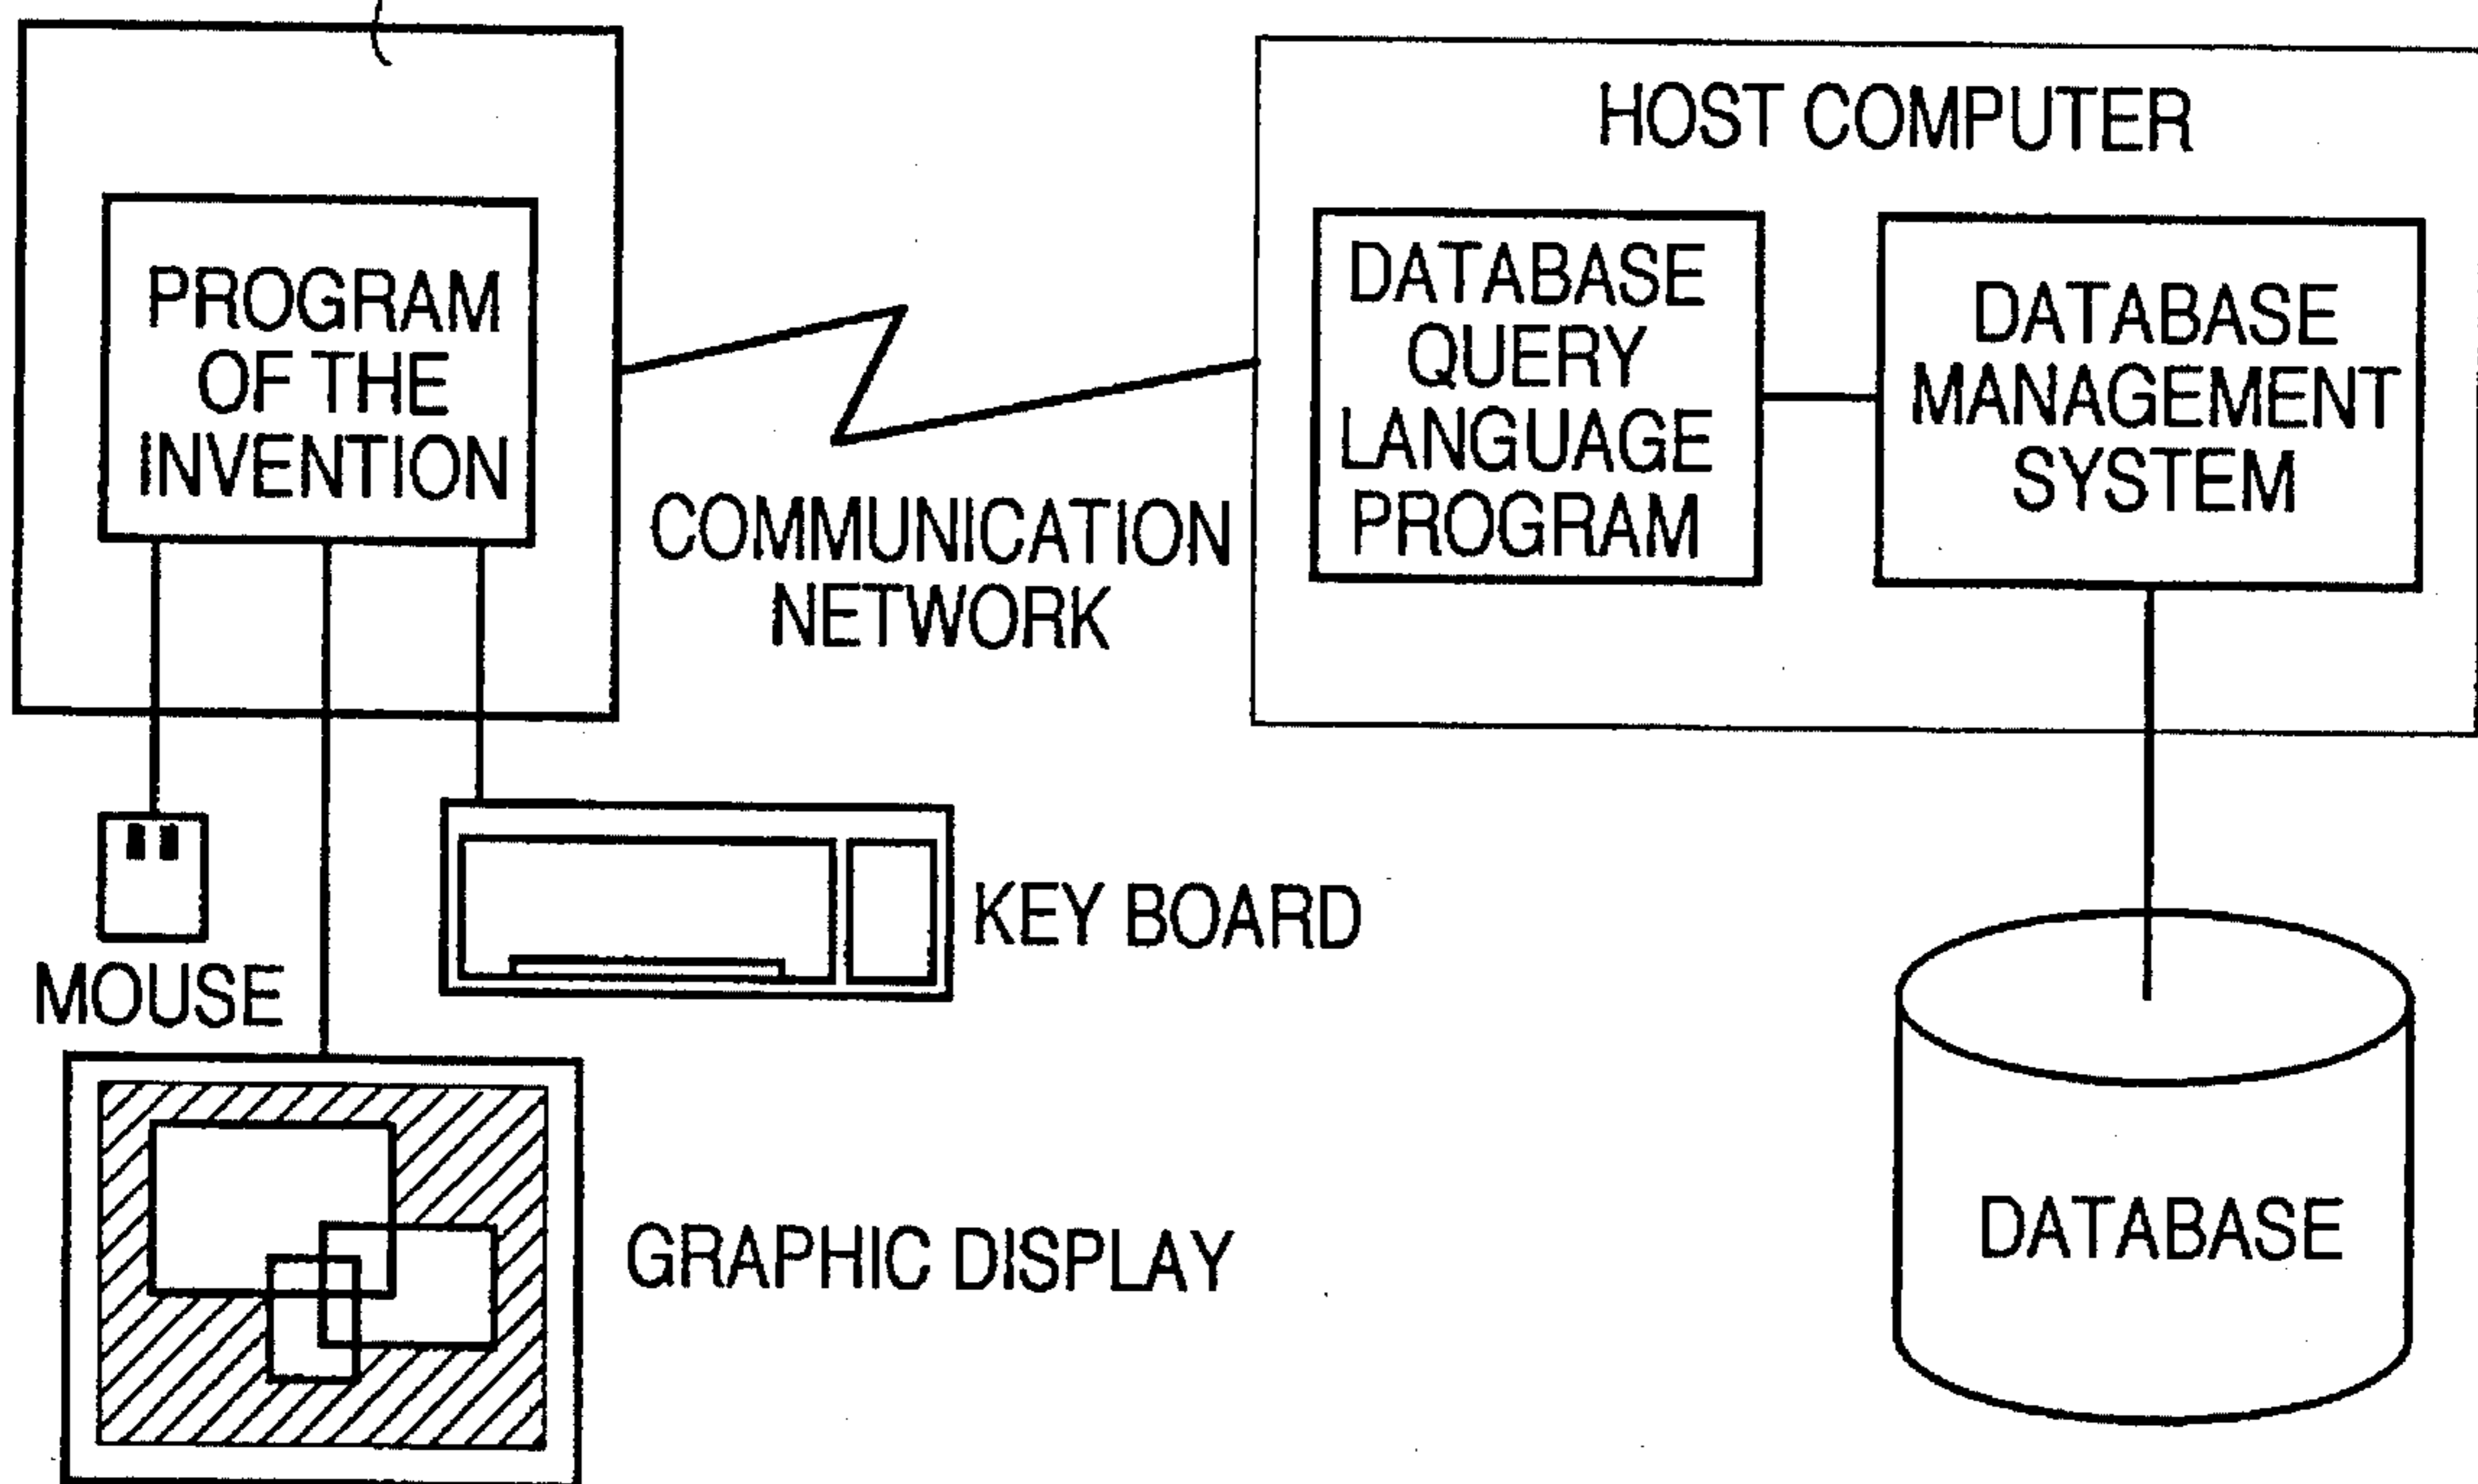 HOST COMPUTER
PROGRAM
OF THE
INVENTION
COMMUNICATION
NETWORK
DATABASE
QUERY
LANGUAGE
PROGRAM
DATABASE
MANAGEMENT
SYSTEM
MOUSE
KEY BOARD
GRAPHIC DISPLAY
DATABASE